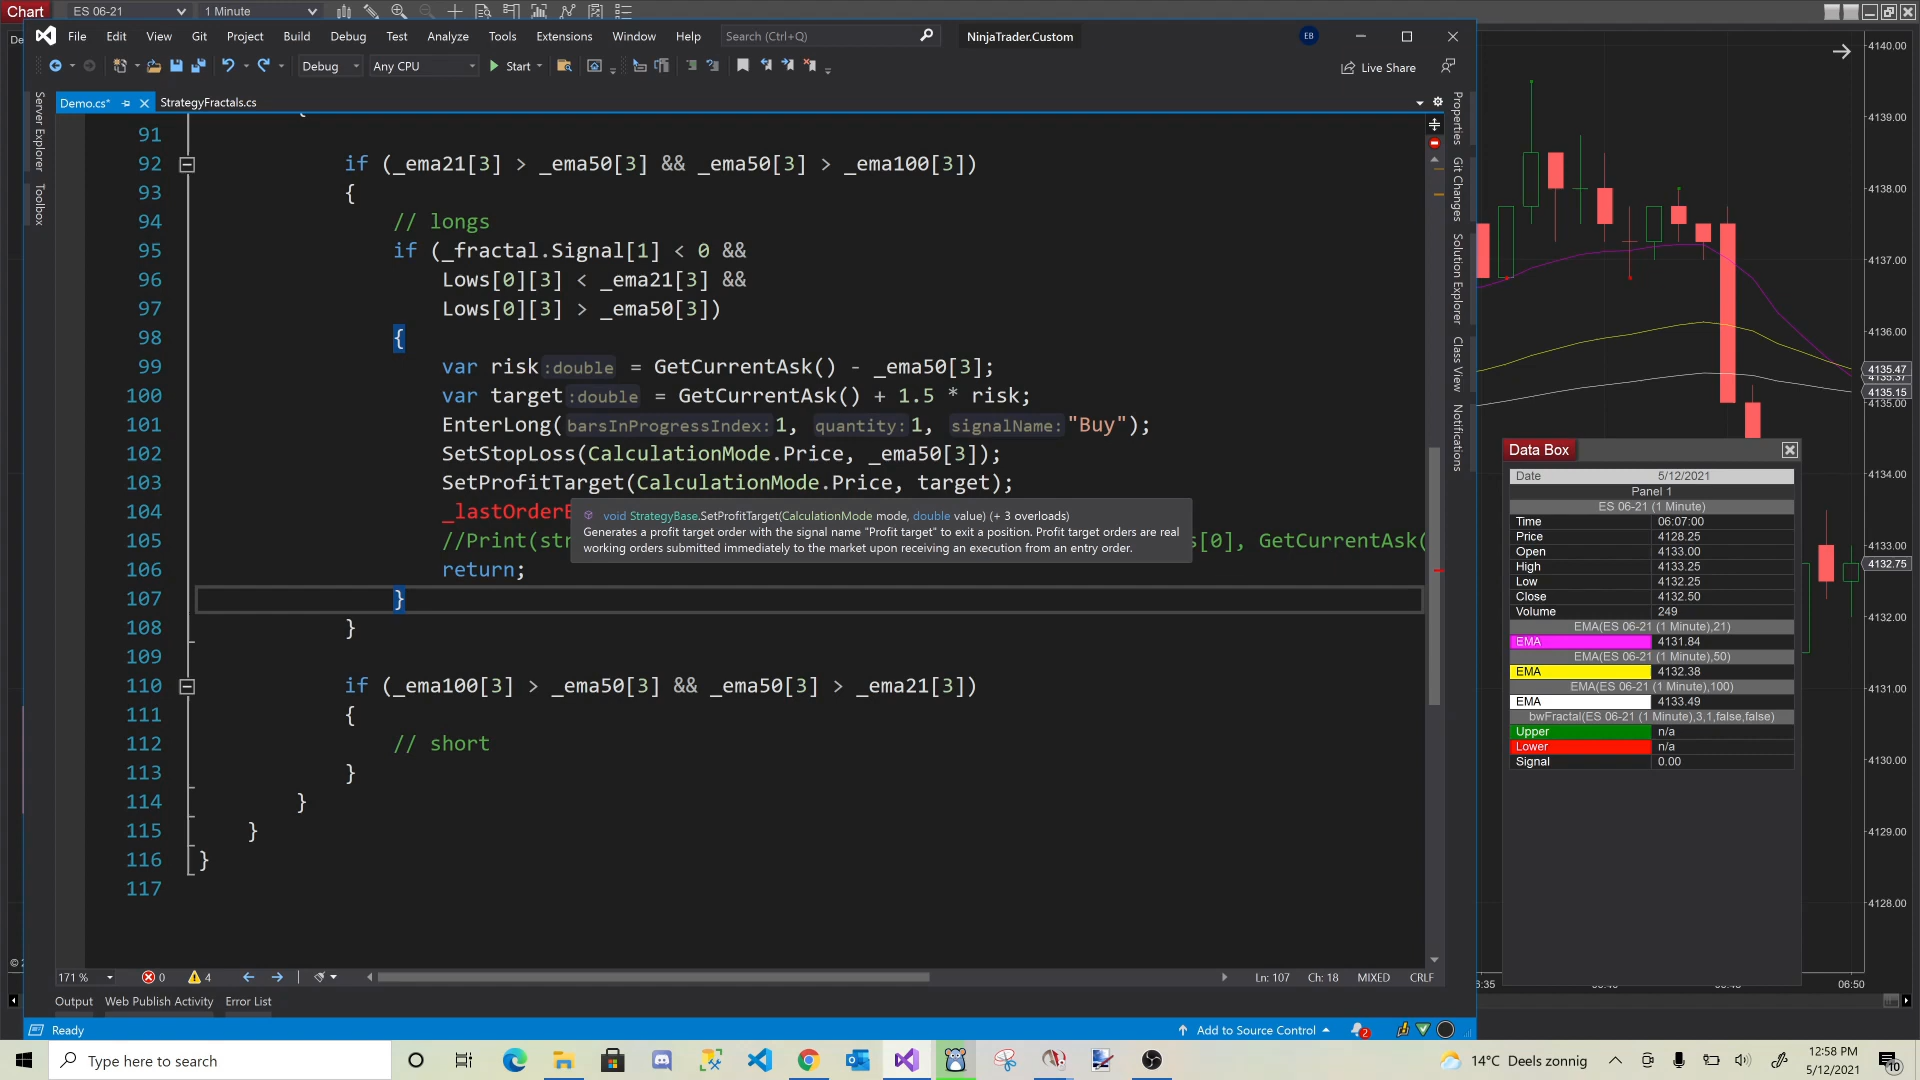 Chart
ES 06-21
1 Minute
File Edit View Git Project Build Debug Test Analyze Tools Extensions Window Help Search (Ctrl+Q) NinjaTrader.Custom EB
Debug Any CPU Start Live Share
Demo.cs* StrategyFractals.cs
Server Explorer
Toolbox
91
92 if (_ema21[3] > _ema50[3] && _ema50[3] > _ema100[3])
93 {
94 // longs
95 if (_fractal.Signal[1] < 0 &&
96 Lows[0][3] < _ema21[3] &&
97 Lows[0][3] > _ema50[3])
98 {
99 var risk:double = GetCurrentAsk() - _ema50[3];
100 var target:double = GetCurrentAsk() + 1.5 * risk;
101 EnterLong(barsInProgressIndex:1, quantity:1, signalName:"Buy");
102 SetStopLoss(CalculationMode.Price, _ema50[3]);
103 SetProfitTarget(CalculationMode.Price, target);
104 _lastOrder
void StrategyBase.SetProfitTarget(CalculationMode mode, double value) (+ 3 overloads)
Generates a profit target order with the signal name "Profit target" to exit a position. Profit target orders are real
working orders submitted immediately to the market upon receiving an execution from an entry order.
105 //Print(str s[0], GetCurrentAsk(
106 return;
107 }
108 }
109
110 if (_ema100[3] > _ema50[3] && _ema50[3] > _ema21[3])
111 {
112 // short
113 }
114 }
115 }
116 }
117
171 % 0 4 Ln: 107 Ch: 18 MIXED CRLF
Output Web Publish Activity Error List
Ready Add to Source Control 2
Properties
Git Changes
Solution Explorer
Class View
Notifications
4140.00
4139.00
4138.00
4137.00
4136.00
4135.47
4135.15
4135.00
4134.00
4133.00
4132.75
4132.00
4131.00
4130.00
4129.00
4128.00
Data Box
Date 5/12/2021
Panel 1
ES 06-21 (1 Minute)
Time 06:07:00
Price 4128.25
Open 4133.00
High 4133.25
Low 4132.25
Close 4132.50
Volume 249
EMA(ES 06-21 (1 Minute),21)
EMA 4131.84
EMA(ES 06-21 (1 Minute),50)
EMA 4132.38
EMA(ES 06-21 (1 Minute),100)
EMA 4133.49
bwFractal(ES 06-21 (1 Minute),3,1,false,false)
Upper n/a
Lower n/a
Signal 0.00
06:50
Type here to search
14°C Deels zonnig
12:58 PM
5/12/2021
10